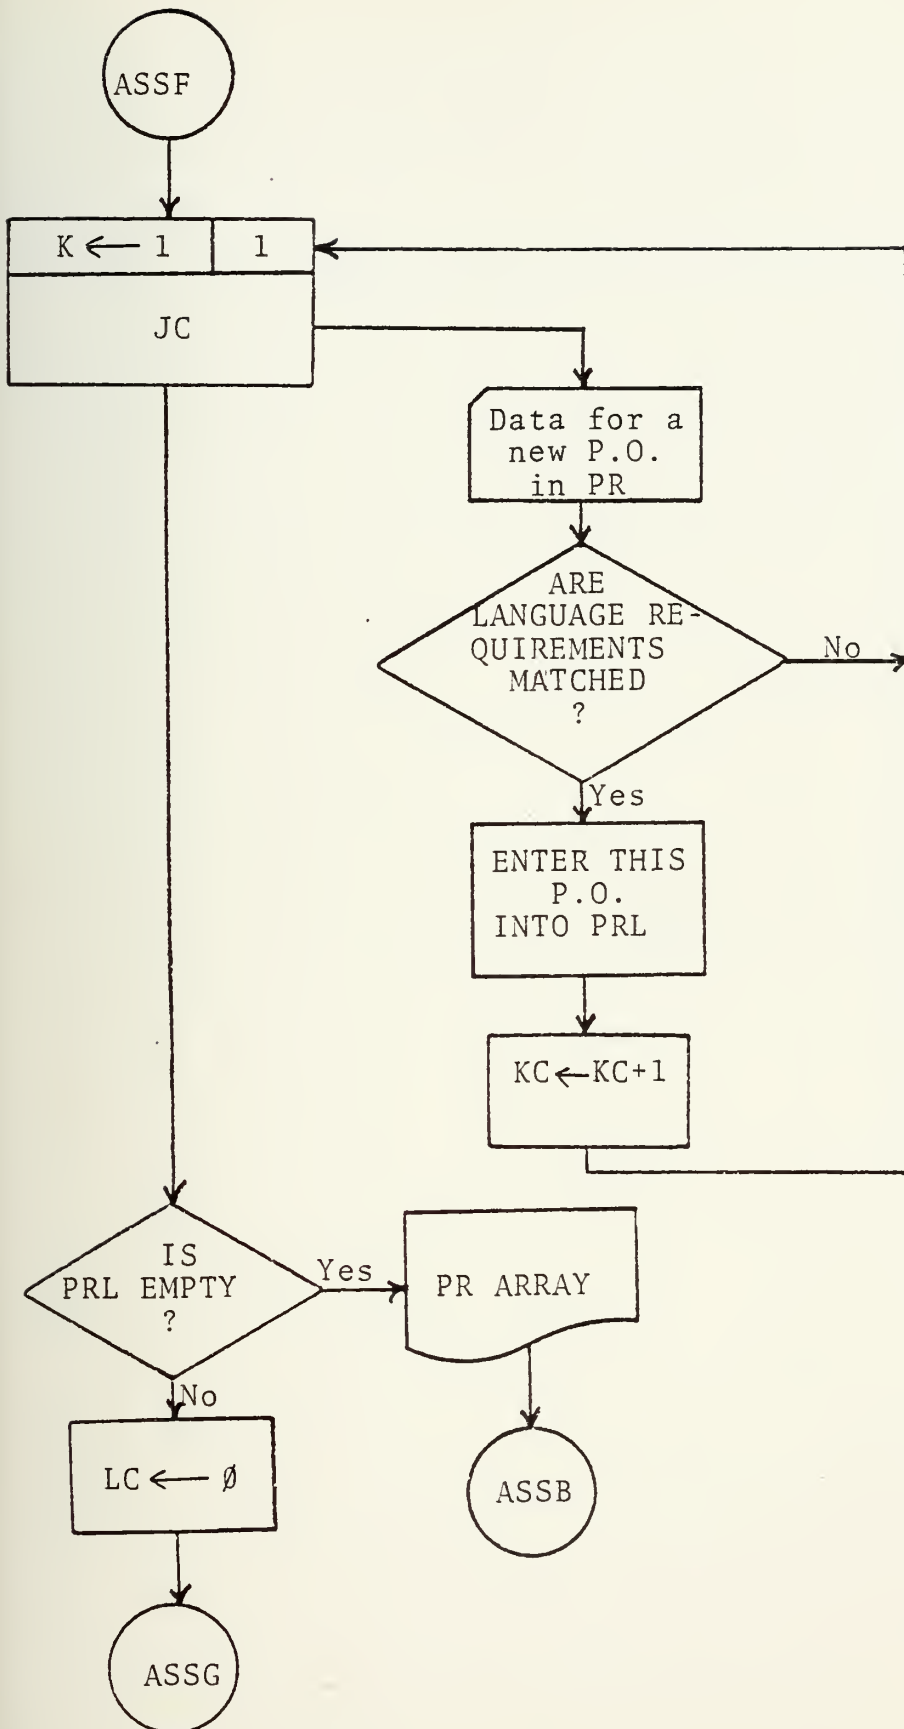 ASSF
K ← 1 1
JC
Data for a
new P.O.
in PR
ARE
LANGUAGE RE-
QUIREMENTS
MATCHED
?
No
Yes
ENTER THIS
P.O.
INTO PRL
KC←KC+1
IS
PRL EMPTY
?
Yes
PR ARRAY
No
LC ← Ø
ASSB
ASSG